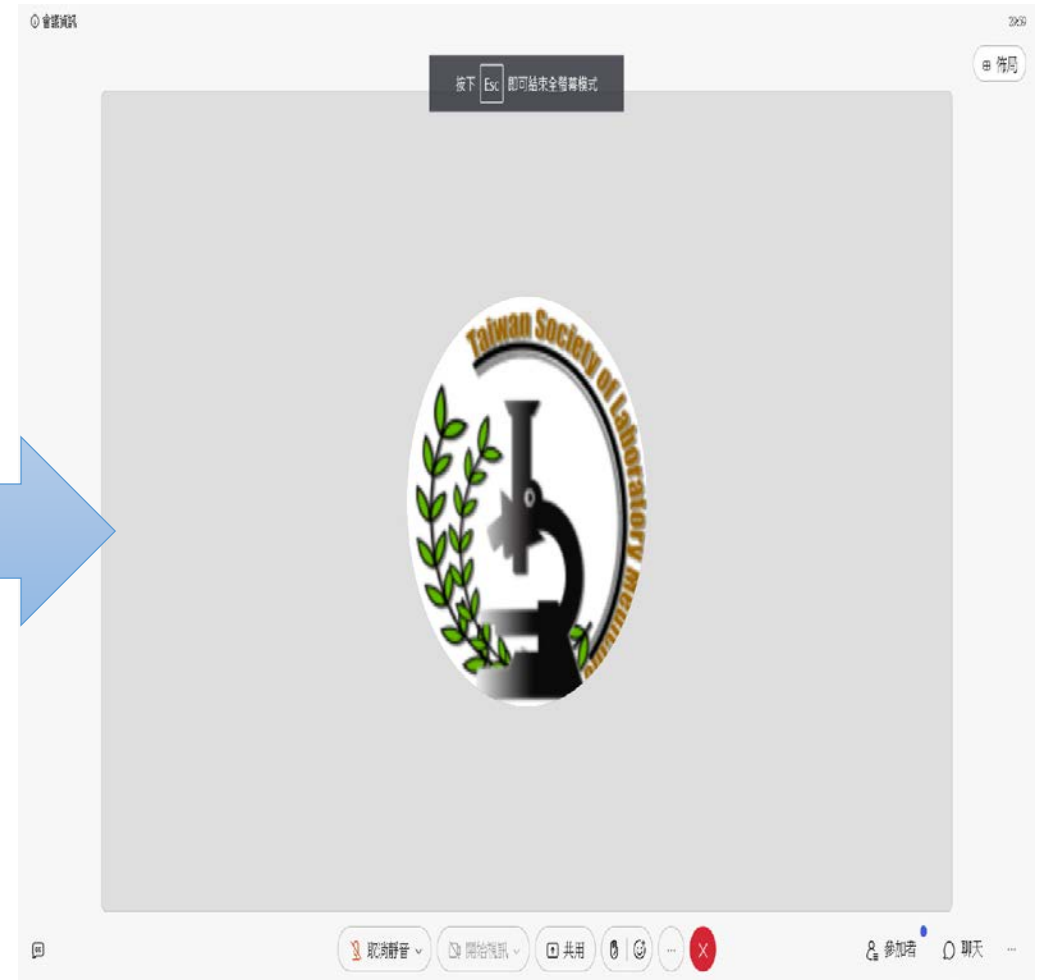 會議資訊
20:59
佈局
按下 Esc 即可結束全螢幕模式
Taiwan Society of Laboratory Medicine
取消靜音
開始視訊
共用
參加者
聊天